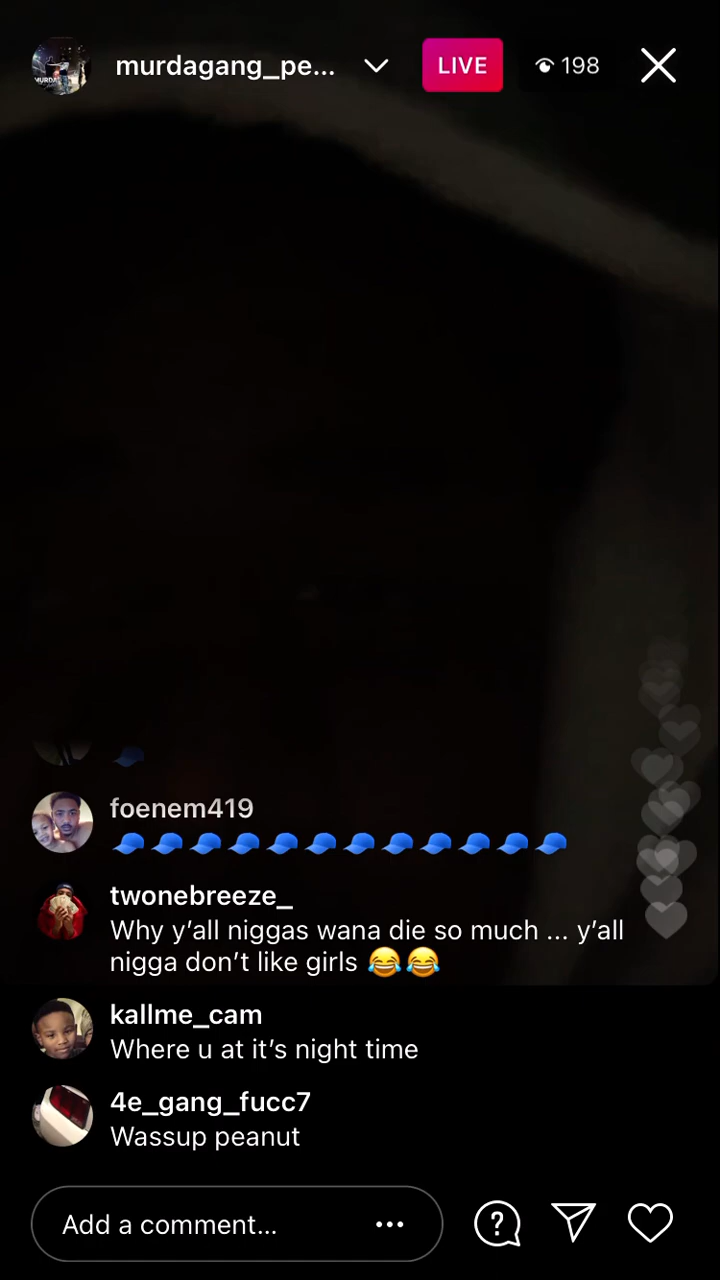 murdagang_pe...
LIVE
198
foenem419
twonebreeze_
Why y’all niggas wana die so much ... y’all
nigga don’t like girls 😂😂
kallme_cam
Where u at it’s night time
4e_gang_fucc7
Wassup peanut
Add a comment...